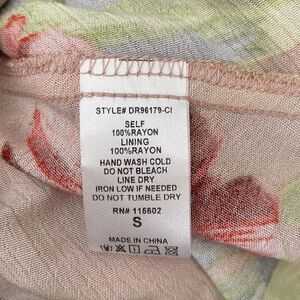 STYLE# DR96179-CI
SELF
100%RAYON
LINING
100%RAYON
HAND WASH COLD
DO NOT BLEACH
LINE DRY
IRON LOW IF NEEDED
DO NOT TUMBLE DRY
RN# 115602
S
MADE IN CHINA